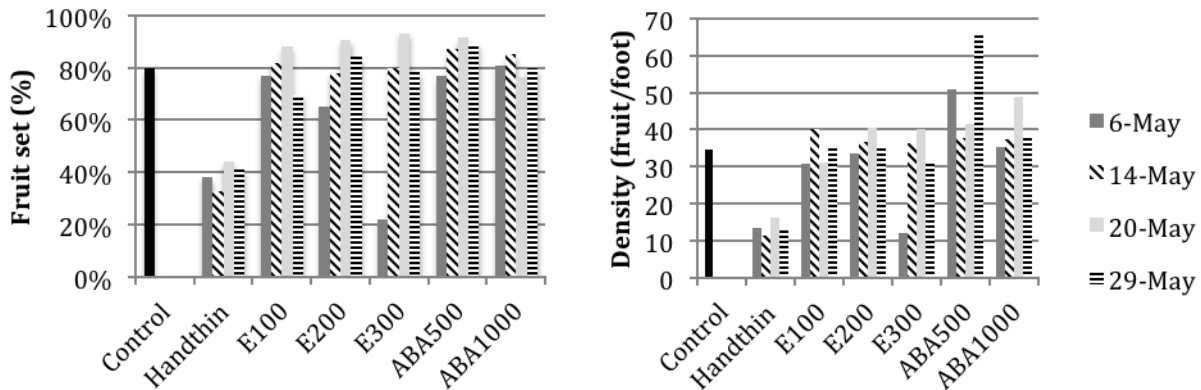 Fruit set (%)
100%
80%
60%
40%
20%
0%
Control
Handthin
E100
E200
E300
ABA500
ABA1000
Density (fruit/foot)
70
60
50
40
30
20
10
0
Control
Handthin
E100
E200
E300
ABA500
ABA1000
6-May
14-May
20-May
29-May